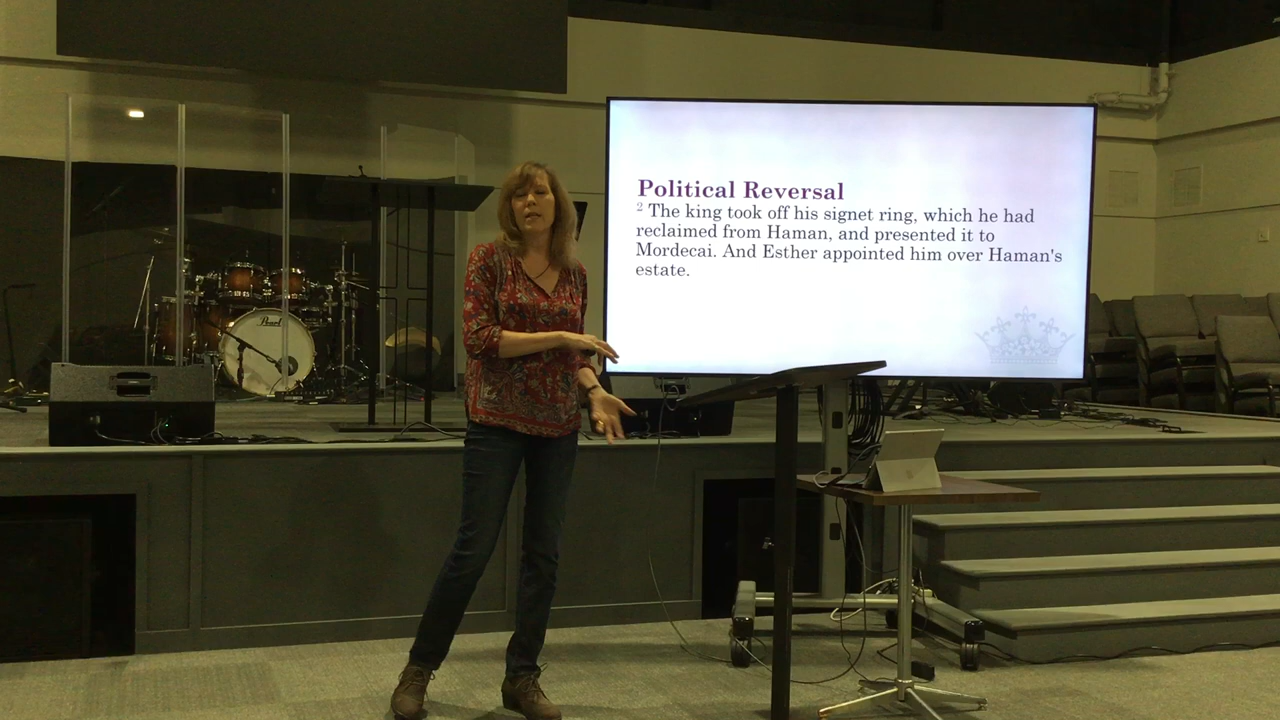 Pearl
Political Reversal
2 The king took off his signet ring, which he had
reclaimed from Haman, and presented it to
Mordecai. And Esther appointed him over Haman's
estate.